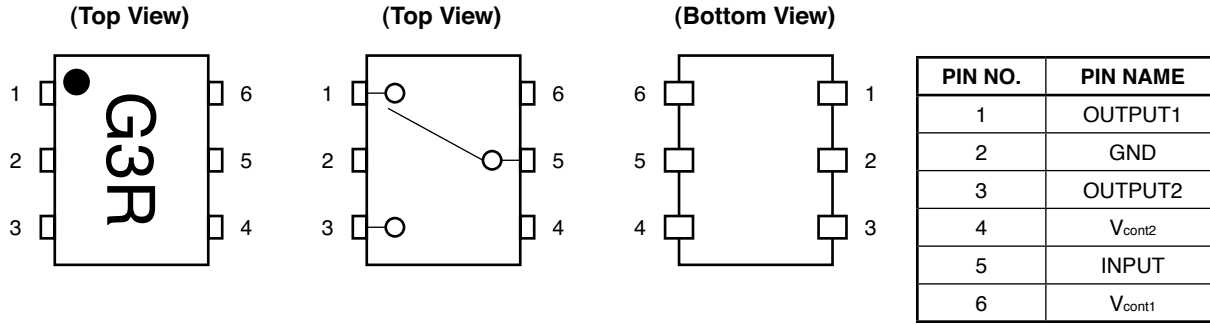 (Top View)
1
2
3
G3R
6
5
4
(Top View)
1
2
3
6
5
4
(Bottom View)
6
5
4
1
2
3
PIN NO. PIN NAME
1 OUTPUT1
2 GND
3 OUTPUT2
4 Vcont2
5 INPUT
6 Vcont1